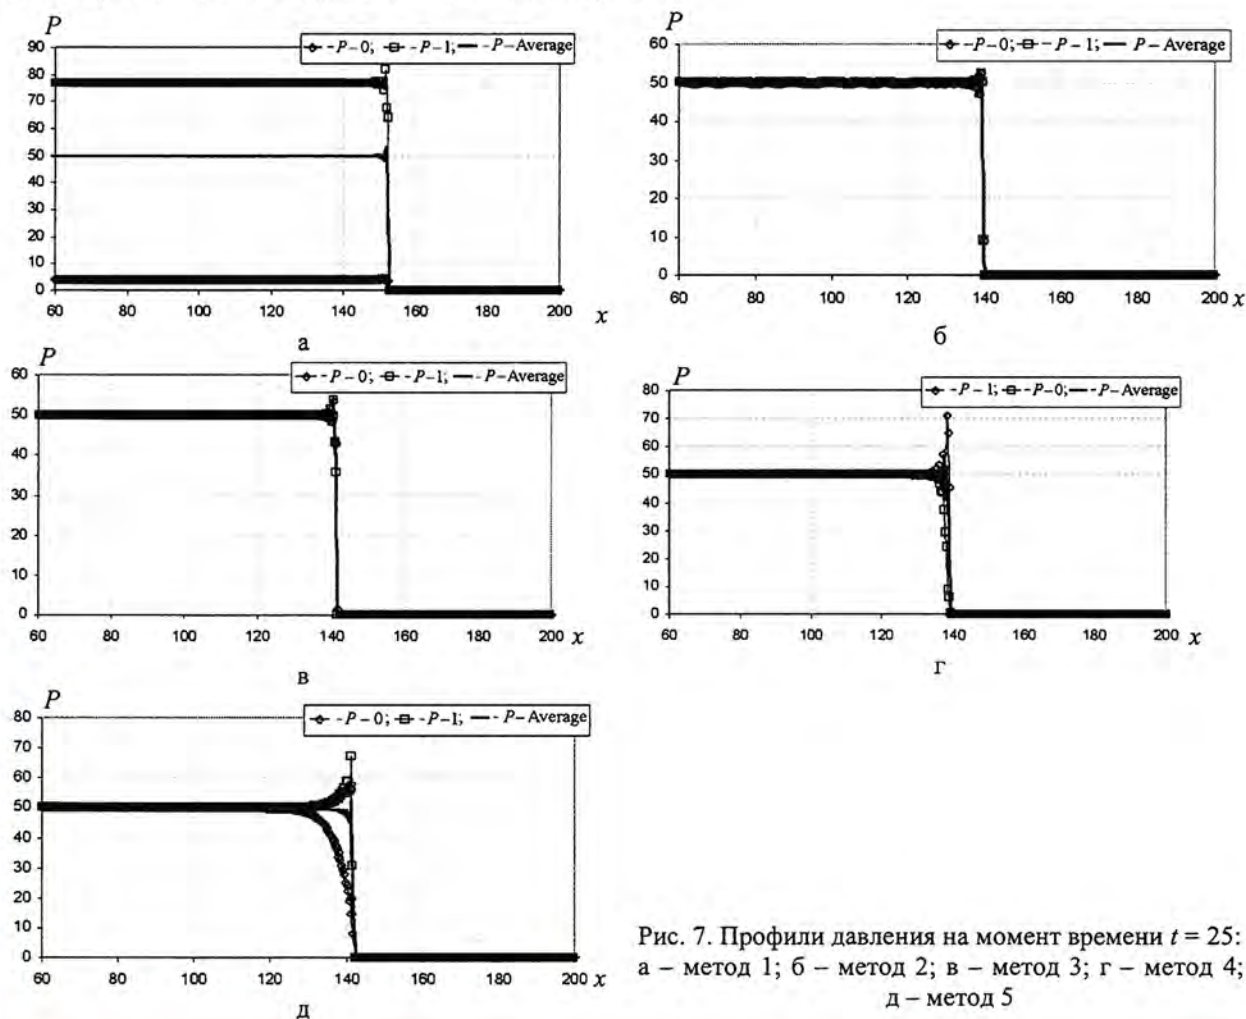 P
-P-0; -P-1; -P-Average
90
80
70
60
50
40
30
20
10
0
60 80 100 120 140 160 180 200
x
а
P
-P-0; -P-1; -P-Average
60
50
40
30
20
10
0
60 80 100 120 140 160 180 200
x
б
P
-P-0; -P-1; -P-Average
60
50
40
30
20
10
0
60 80 100 120 140 160 180 200
x
в
P
-P-1; -P-0; -P-Average
80
70
60
50
40
30
20
10
0
60 80 100 120 140 160 180 200
x
г
P
-P-0; -P-1; -P-Average
80
70
60
50
40
30
20
10
0
60 80 100 120 140 160 180 200
x
д
Рис. 7. Профили давления на момент времени t = 25:
а – метод 1; б – метод 2; в – метод 3; г – метод 4;
д – метод 5